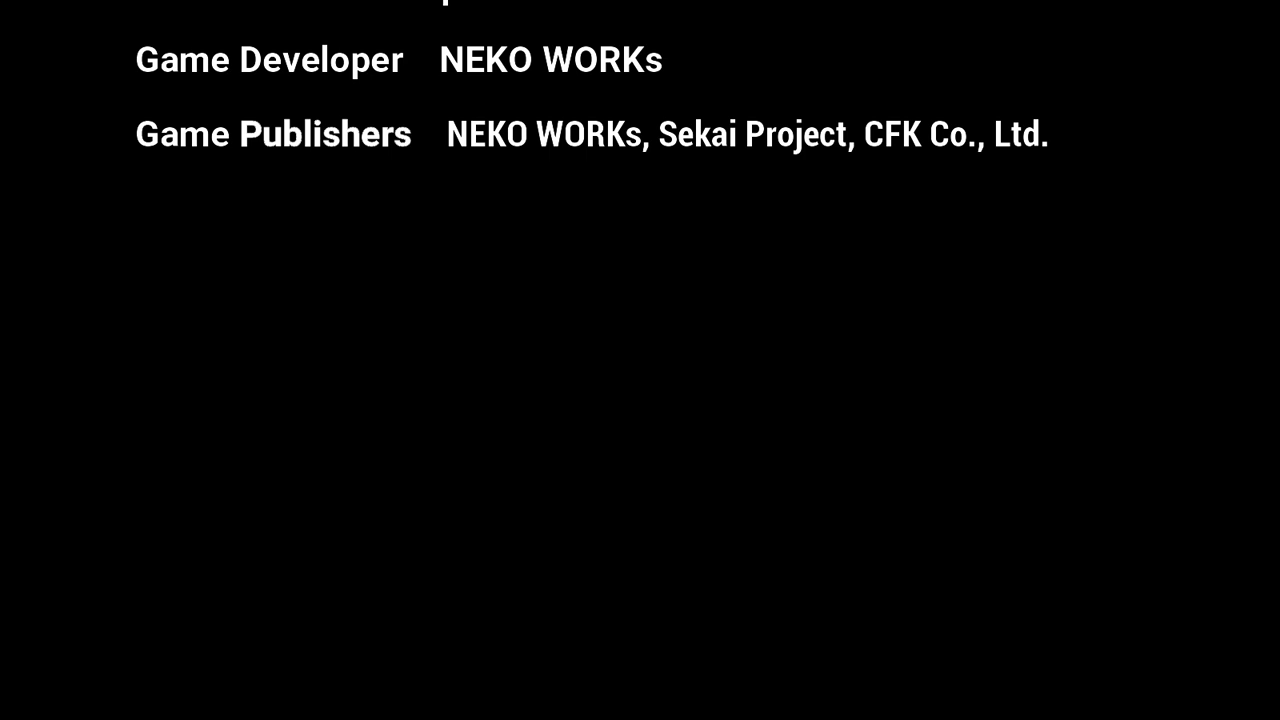 Game Developer NEKO WORKs
Game Publishers NEKO WORKs, Sekai Project, CFK Co., Ltd.